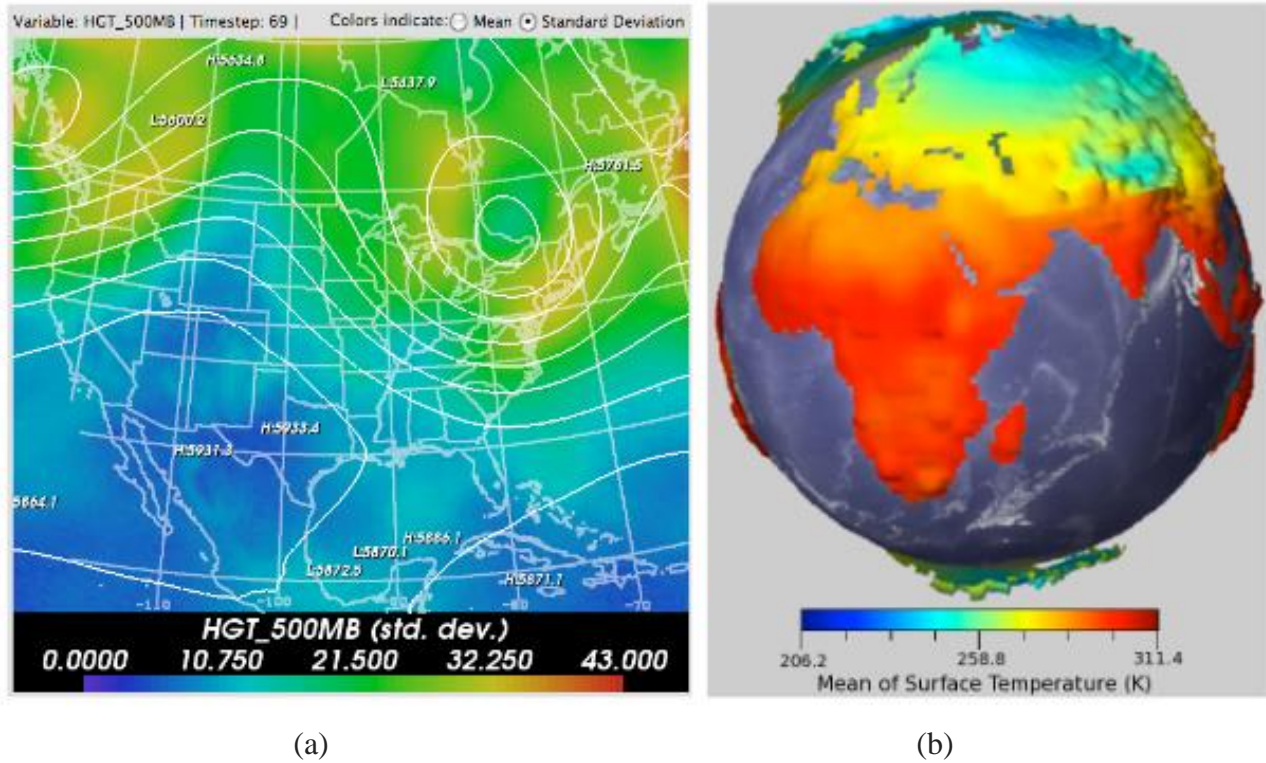 Variable: HGT_500MB | Timestep: 69 | Colors indicate: Mean Standard Deviation
H:5634.8
L:5637.9
L:5600.2
H:5761.5
H:5933.4
H:5931.3
5864.1
H:5886.1
L:5870.1
L:5872.5
H:5871.1
-110 -100 -90 -80 -70
HGT_500MB (std. dev.)
0.0000 10.750 21.500 32.250 43.000
206.2 258.8 311.4
Mean of Surface Temperature (K)
(a) (b)